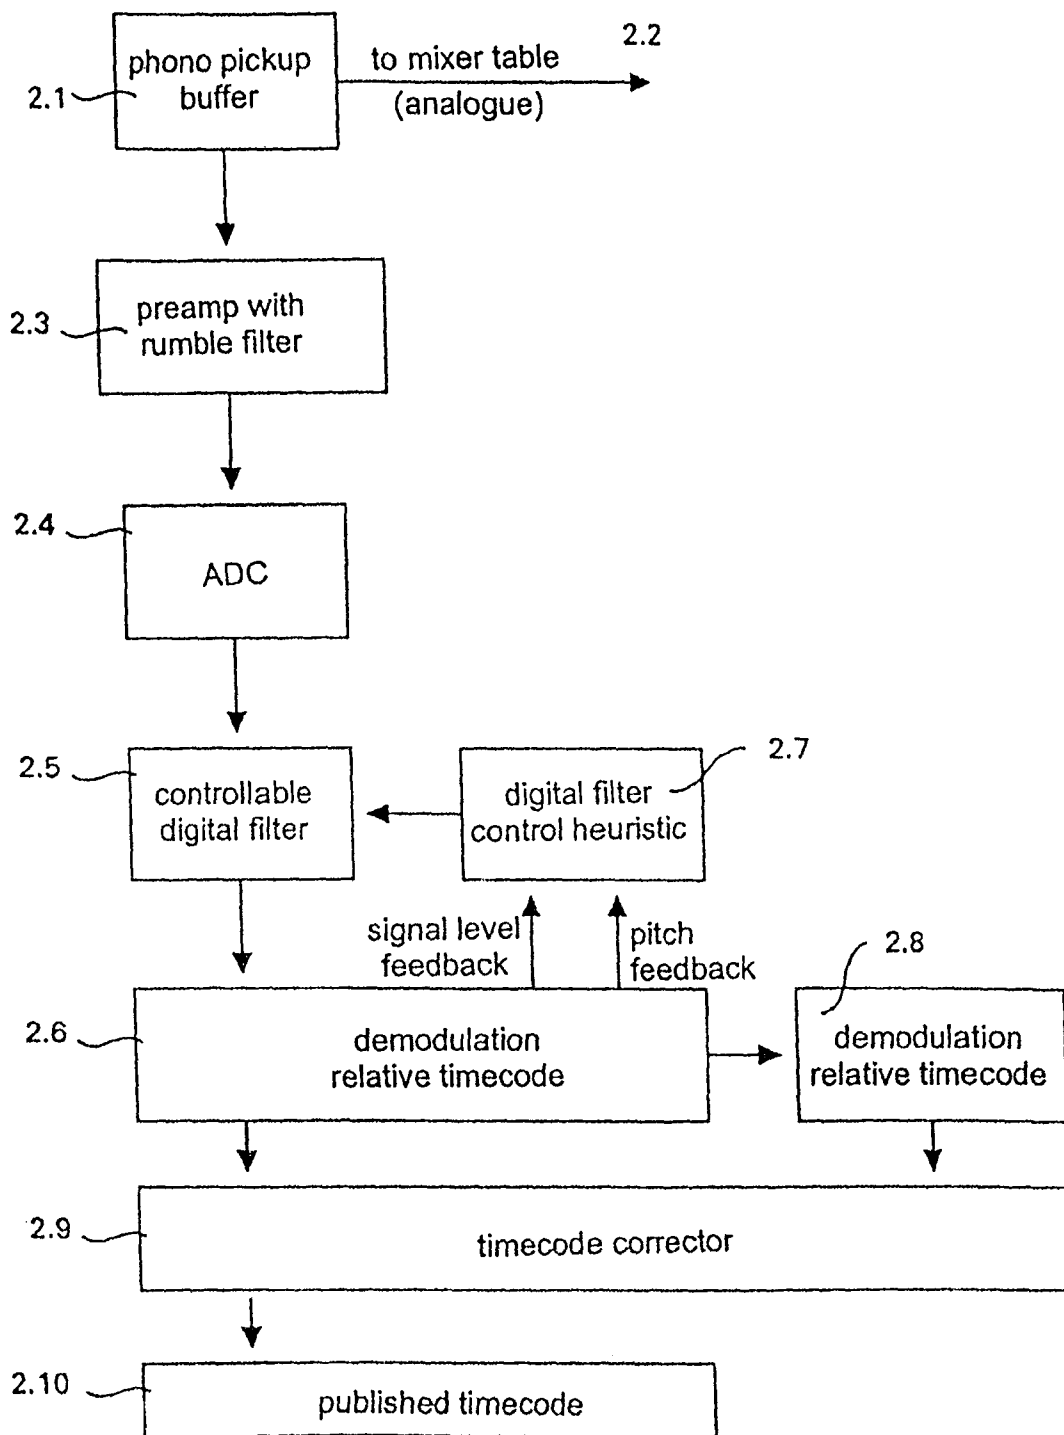 2.2
phono pickup
buffer
to mixer table
(analogue)
2.1
preamp with
rumble filter
2.3
2.4
ADC
2.5
controllable
digital filter
digital filter
control heuristic
2.7
signal level
feedback
pitch
feedback
2.8
2.6
demodulation
relative timecode
demodulation
relative timecode
2.9
timecode corrector
2.10
published timecode